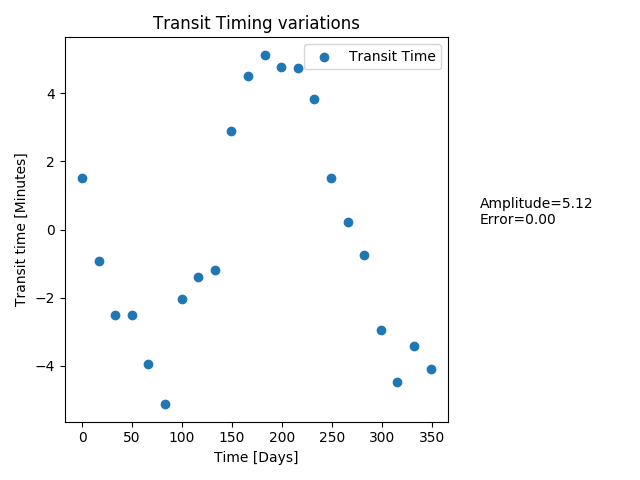 Transit Timing variations
Transit Time
Transit time [Minutes]
4
2
0
−2
−4
0 50 100 150 200 250 300 350
Time [Days]
Amplitude=5.12
Error=0.00